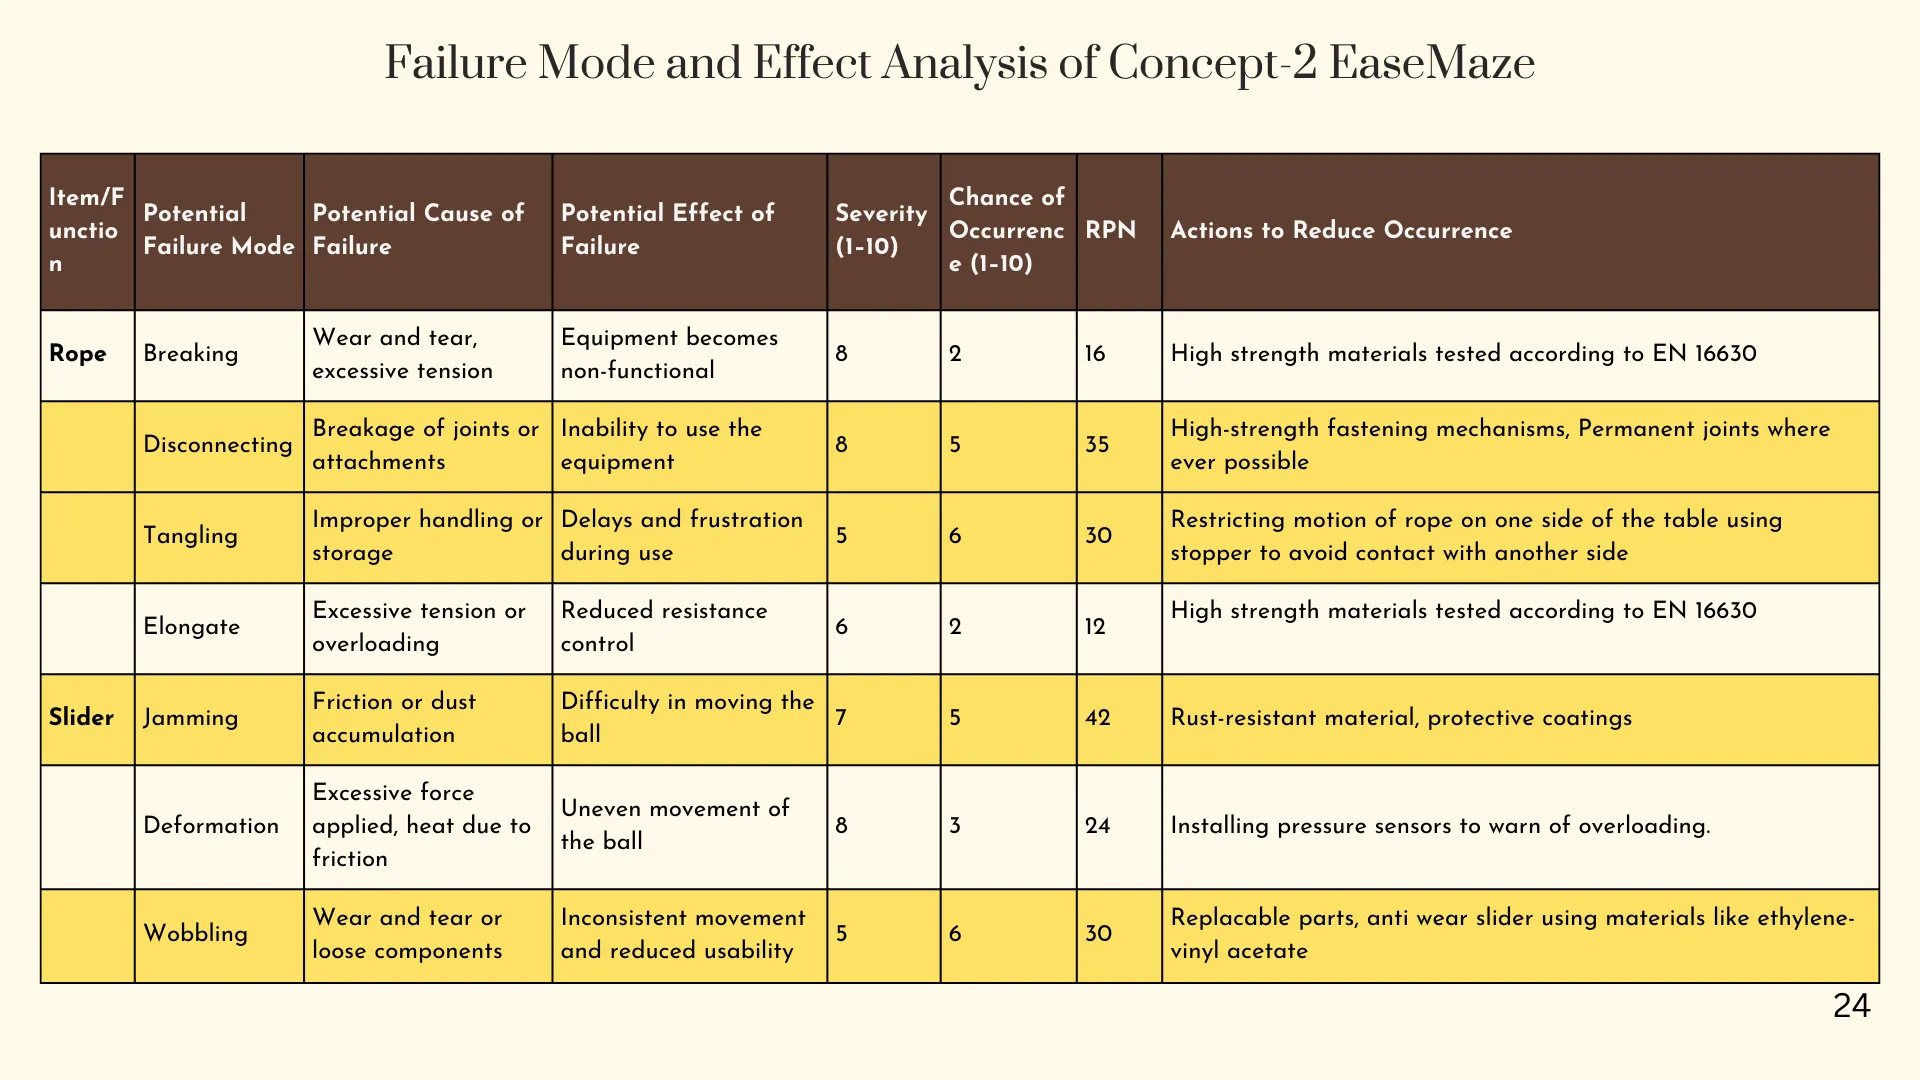 Failure Mode and Effect Analysis of Concept-2 EaseMaze
Item/F
unctio
n
Potential
Failure Mode
Potential Cause of
Failure
Potential Effect of
Failure
Severity
(1-10)
Chance of
Occurrenc
e (1-10)
RPN
Actions to Reduce Occurrence
Rope
Breaking
Wear and tear,
excessive tension
Equipment becomes
non-functional
8
2
16
High strength materials tested according to EN 16630
Disconnecting
Breakage of joints or
attachments
Inability to use the
equipment
8
5
35
High-strength fastening mechanisms, Permanent joints where
ever possible
Tangling
Improper handling or
storage
Delays and frustration
during use
5
6
30
Restricting motion of rope on one side of the table using
stopper to avoid contact with another side
Elongate
Excessive tension or
overloading
Reduced resistance
control
6
2
12
High strength materials tested according to EN 16630
Slider
Jamming
Friction or dust
accumulation
Difficulty in moving the
ball
7
5
42
Rust-resistant material, protective coatings
Deformation
Excessive force
applied, heat due to
friction
Uneven movement of
the ball
8
3
24
Installing pressure sensors to warn of overloading.
Wobbling
Wear and tear or
loose components
Inconsistent movement
and reduced usability
5
6
30
Replacable parts, anti wear slider using materials like ethylene-
vinyl acetate
24